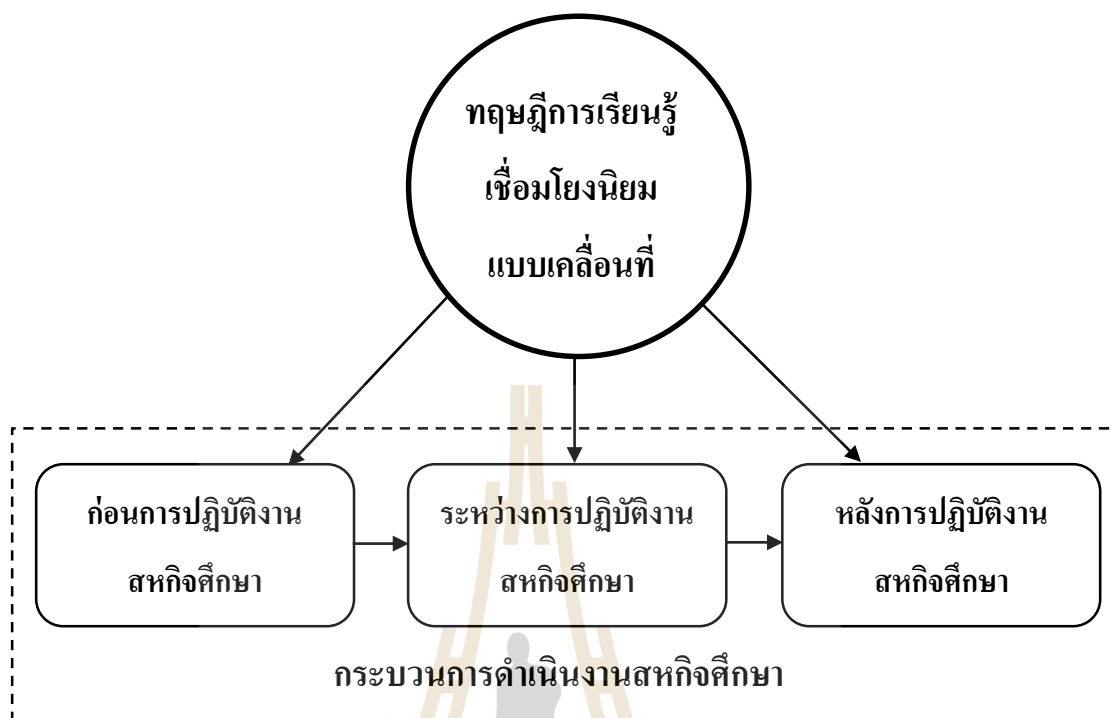 ทฤษฎีการเรียนรู้
เชื่อมโยงนิยม
แบบเคลื่อนที่
ก่อนการปฏิบัติงาน
สหกิจศึกษา
ระหว่างการปฏิบัติงาน
สหกิจศึกษา
หลังการปฏิบัติงาน
สหกิจศึกษา
กระบวนการดำเนินงานสหกิจศึกษา